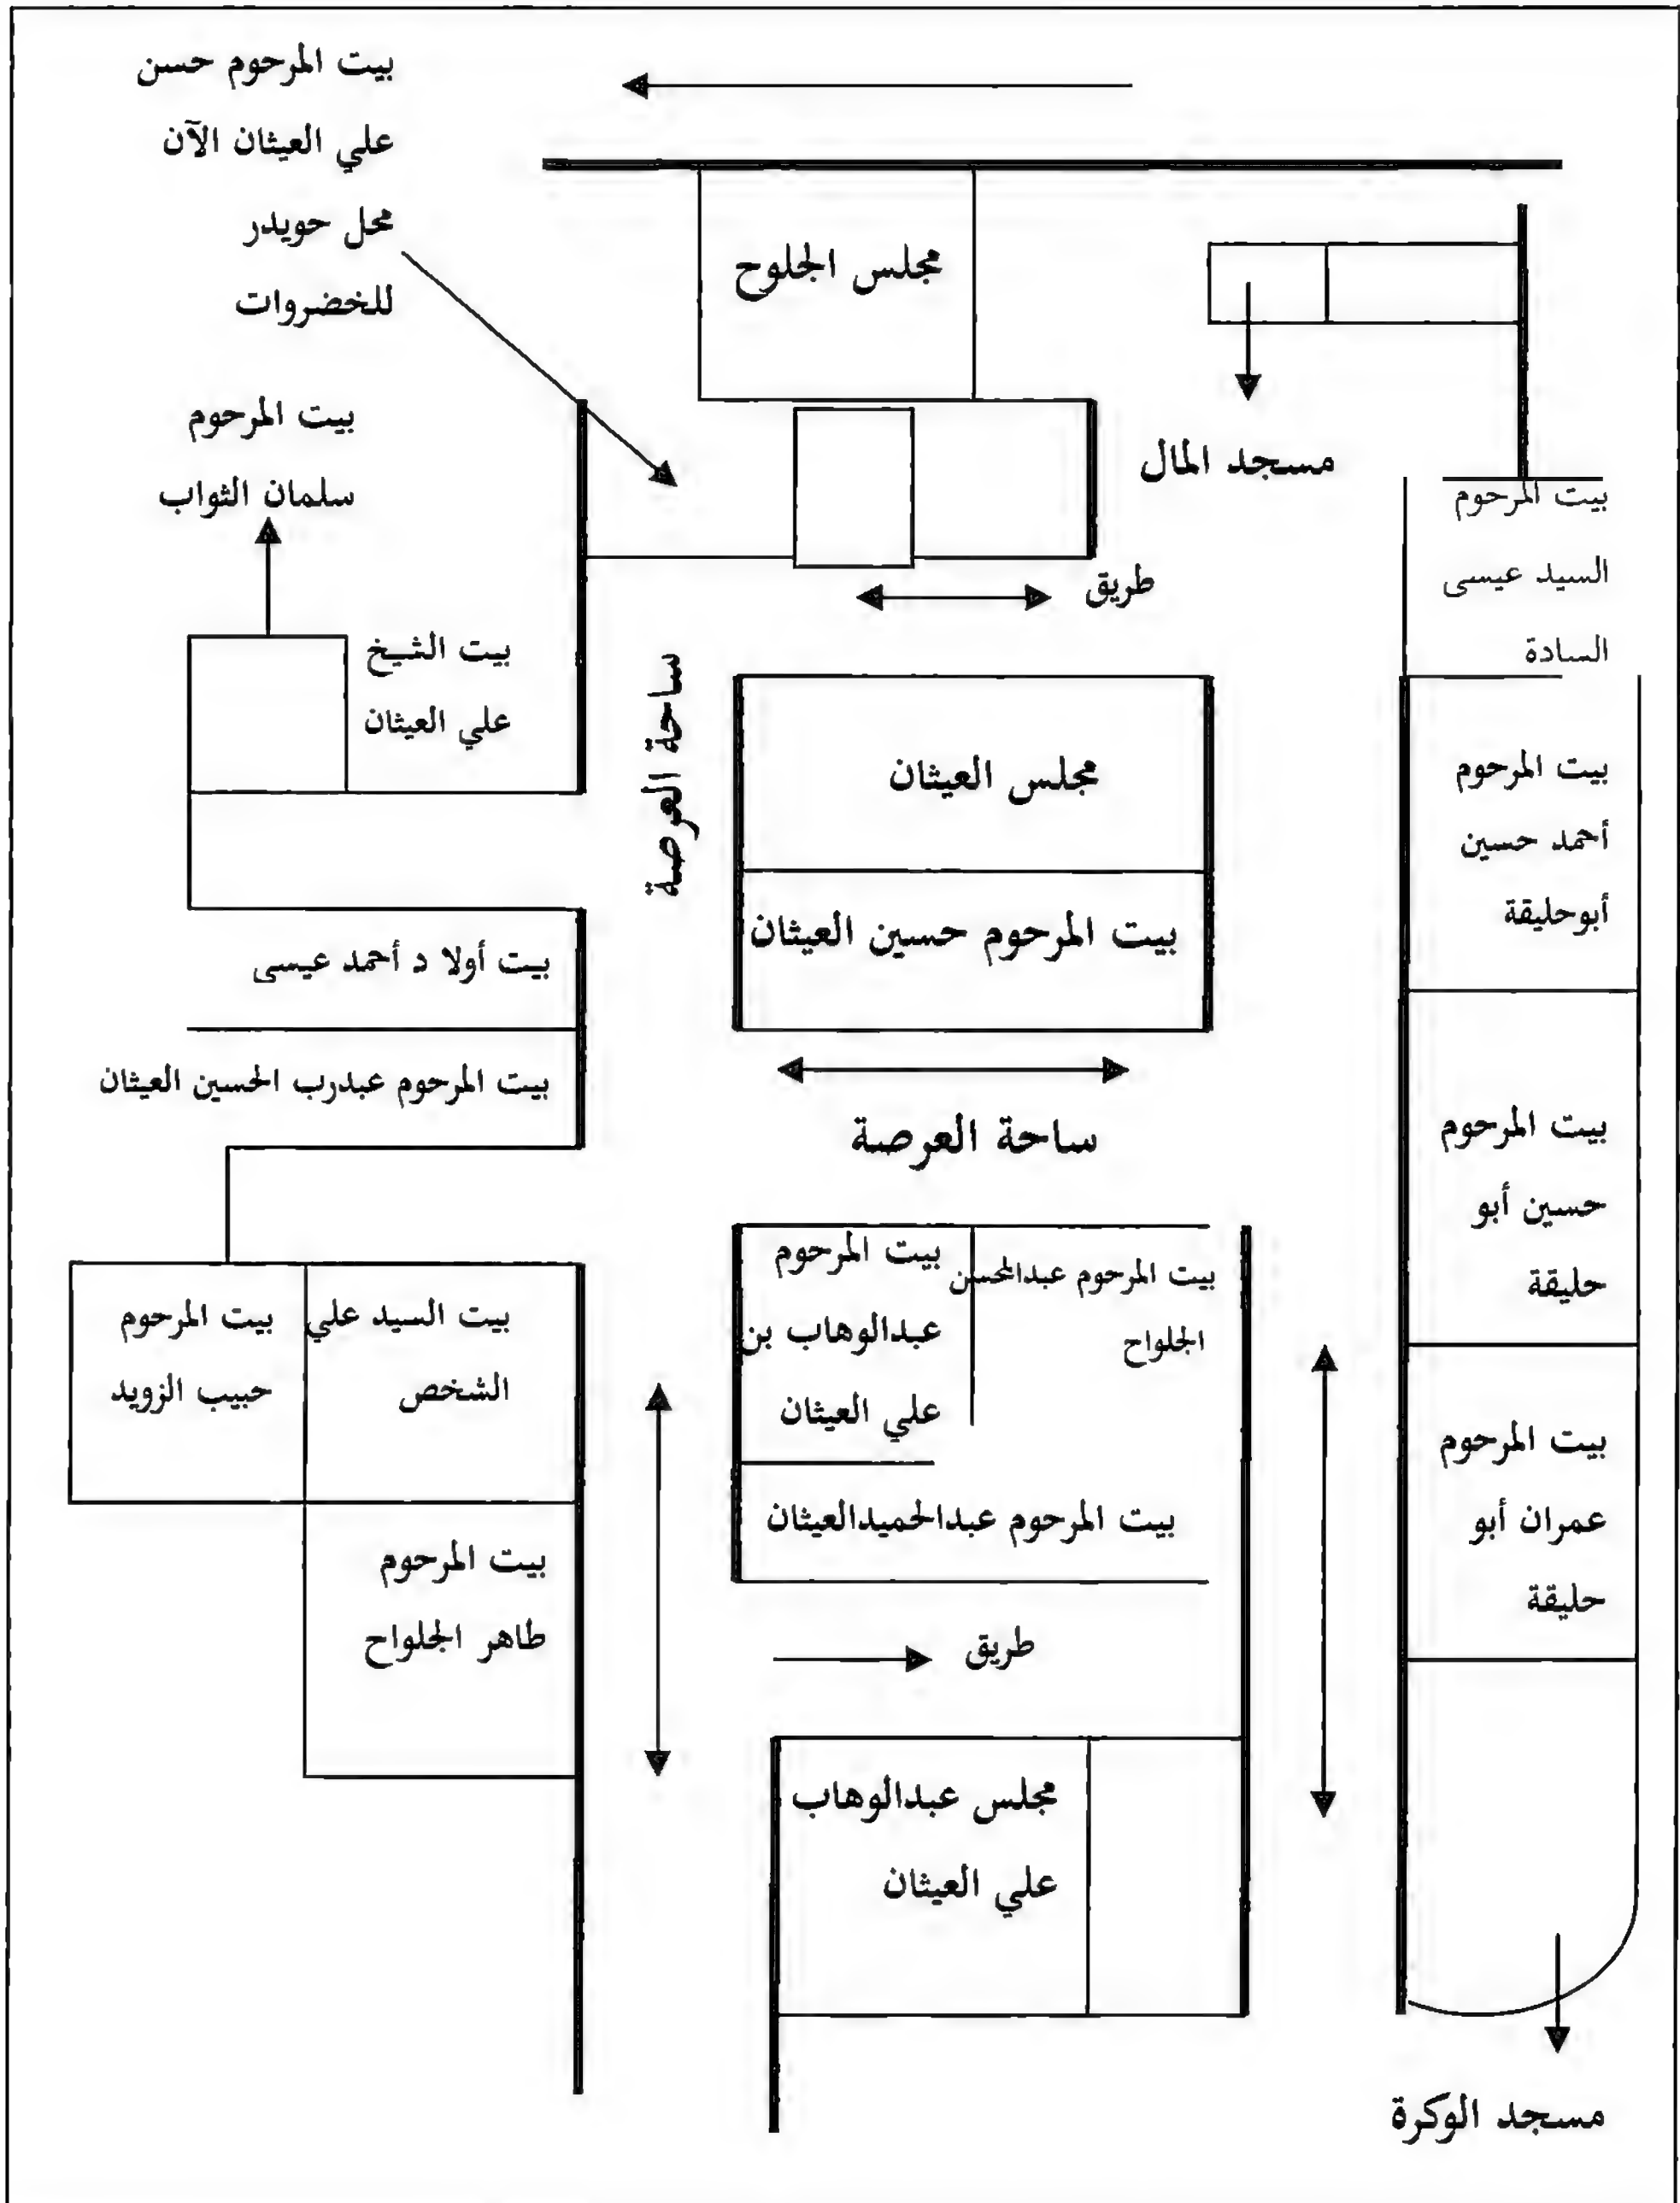 بيت المرحوم حسن
علي العيثان الآن
محل حويدر
للخضروات
مجلس الجلوح
مسجد المال
بيت المرحوم
سلمان الثواب
بيت المرحوم
السيد عيسى
السادة
طريق
بيت الشيخ
علي العيثان
ساحة العرصة
مجلس العيثان
بيت المرحوم حسين العيثان
بيت المرحوم
أحمد حسين
أبوحليقة
بيت أولا د أحمد عيسى
بيت المرحوم عبدرب الحسين العيثان
ساحة العرصة
بيت المرحوم
حسين أبو
حليقة
بيت المرحوم عبدالمحسن
الجلواح
بيت المرحوم
عبدالوهاب بن
علي العيثان
بيت السيد علي
الشخص
بيت المرحوم
حبيب الزويد
بيت المرحوم
عمران أبو
حليقة
بيت المرحوم عبدالحميدالعيثان
بيت المرحوم
طاهر الجلواح
طريق
مجلس عبدالوهاب
علي العيثان
مسجد الوكرة